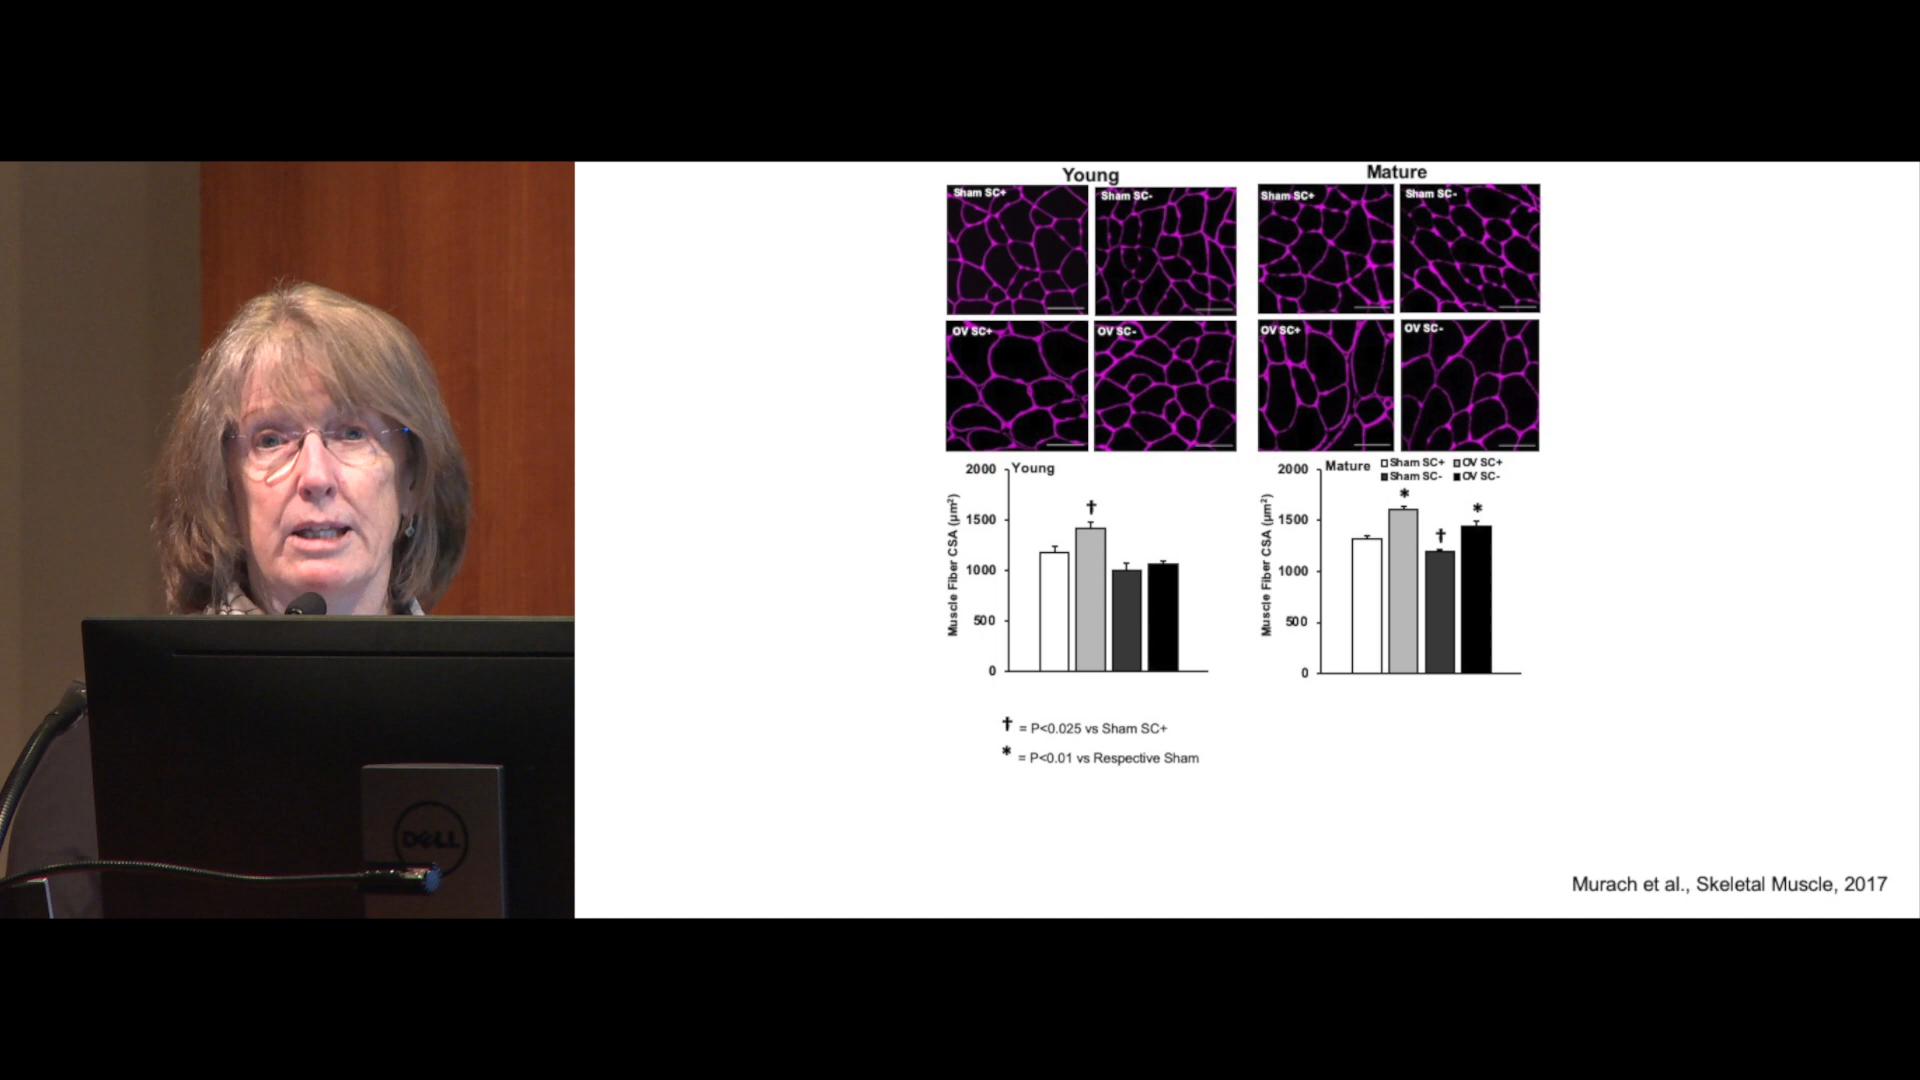 Young
Mature
Sham SC+
Sham SC-
Sham SC+
Sham SC-
OV SC+
OV SC-
OV SC+
OV SC-
2000
Young
1500
1000
500
0
Muscle Fiber CSA (µm²)
†
2000
Mature
Sham SC+ OV SC+
Sham SC- OV SC-
1500
1000
500
0
Muscle Fiber CSA (µm²)
*
†
*
† = P<0.025 vs Sham SC+
* = P<0.01 vs Respective Sham
Murach et al., Skeletal Muscle, 2017
DELL